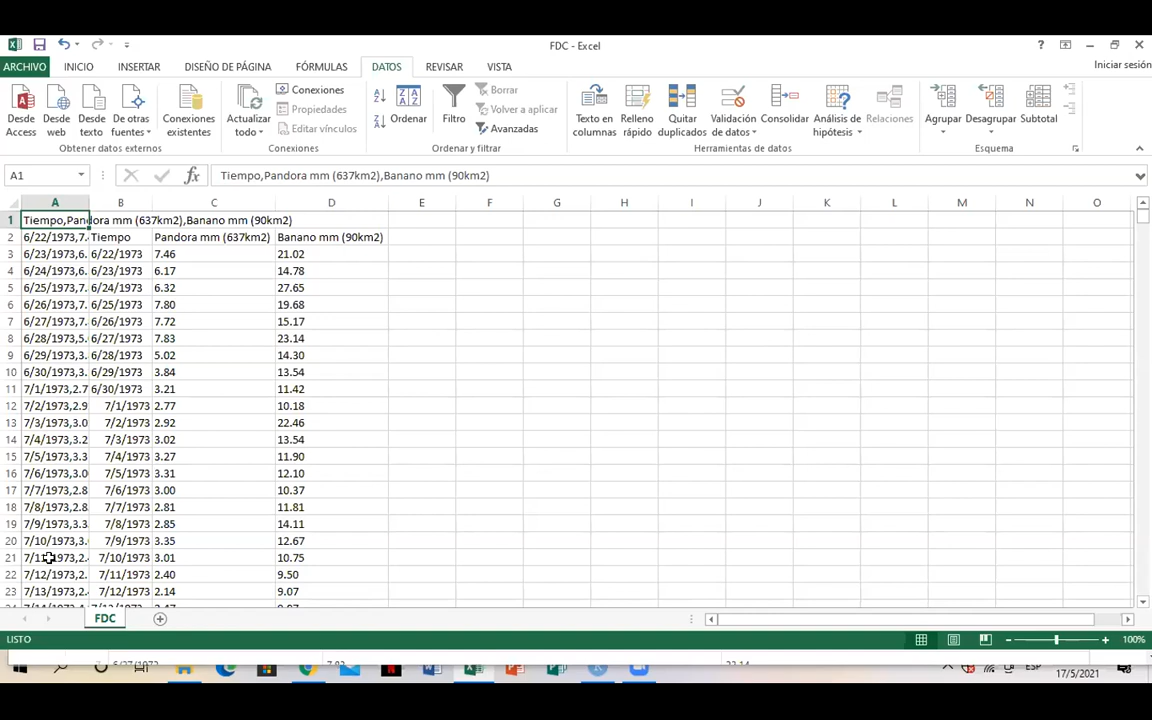 FDC - Excel
?
ARCHIVO INICIO INSERTAR DISEÑO DE PÁGINA FÓRMULAS DATOS REVISAR VISTA Iniciar sesión
Desde Access
Desde web
Desde texto
De otras fuentes
Conexiones existentes
Actualizar todo
Conexiones
Propiedades
Editar vínculos
Ordenar
Filtro
Borrar
Volver a aplicar
Avanzadas
Texto en columnas
Relleno rápido
Quitar duplicados
Validación de datos
Consolidar
Análisis de hipótesis
Relaciones
Agrupar
Desagrupar
Subtotal
Obtener datos externos Conexiones Ordenar y filtrar Herramientas de datos Esquema
A1 fx Tiempo,Pandora mm (637km2),Banano mm (90km2)
A B C D E F G H I J K L M N O
1 Tiempo,Pandora mm (637km2),Banano mm (90km2)
2 6/22/1973,7. Tiempo Pandora mm (637km2) Banano mm (90km2)
3 6/23/1973,6. 6/22/1973 7.46 21.02
4 6/24/1973,6. 6/23/1973 6.17 14.78
5 6/25/1973,7. 6/24/1973 6.32 27.65
6 6/26/1973,7. 6/25/1973 7.80 19.68
7 6/27/1973,7. 6/26/1973 7.72 15.17
8 6/28/1973,5. 6/27/1973 7.83 23.14
9 6/29/1973,3. 6/28/1973 5.02 14.30
10 6/30/1973,3. 6/29/1973 3.84 13.54
11 7/1/1973,2.7 6/30/1973 3.21 11.42
12 7/2/1973,2.9 7/1/1973 2.77 10.18
13 7/3/1973,3.0 7/2/1973 2.92 22.46
14 7/4/1973,3.2 7/3/1973 3.02 13.54
15 7/5/1973,3.3 7/4/1973 3.27 11.90
16 7/6/1973,3.0 7/5/1973 3.31 12.10
17 7/7/1973,2.8 7/6/1973 3.00 10.37
18 7/8/1973,2.8 7/7/1973 2.81 11.81
19 7/9/1973,3.3 7/8/1973 2.85 14.11
20 7/10/1973,3. 7/9/1973 3.35 12.67
21 7/11/1973,2. 7/10/1973 3.01 10.75
22 7/12/1973,2. 7/11/1973 2.40 9.50
23 7/13/1973,2. 7/12/1973 2.14 9.07
FDC
LISTO 100%
ESP 17/5/2021